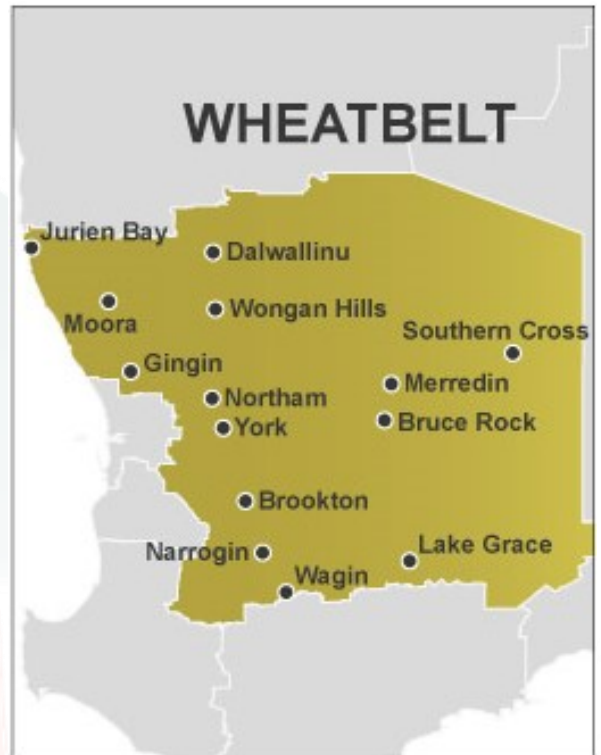 WHEATBELT
Jurien Bay
Dalwallinu
Moora
Wongan Hills
Southern Cross
Gingin
Merredin
Northam
Bruce Rock
York
Brookton
Narrogin
Lake Grace
Wagin